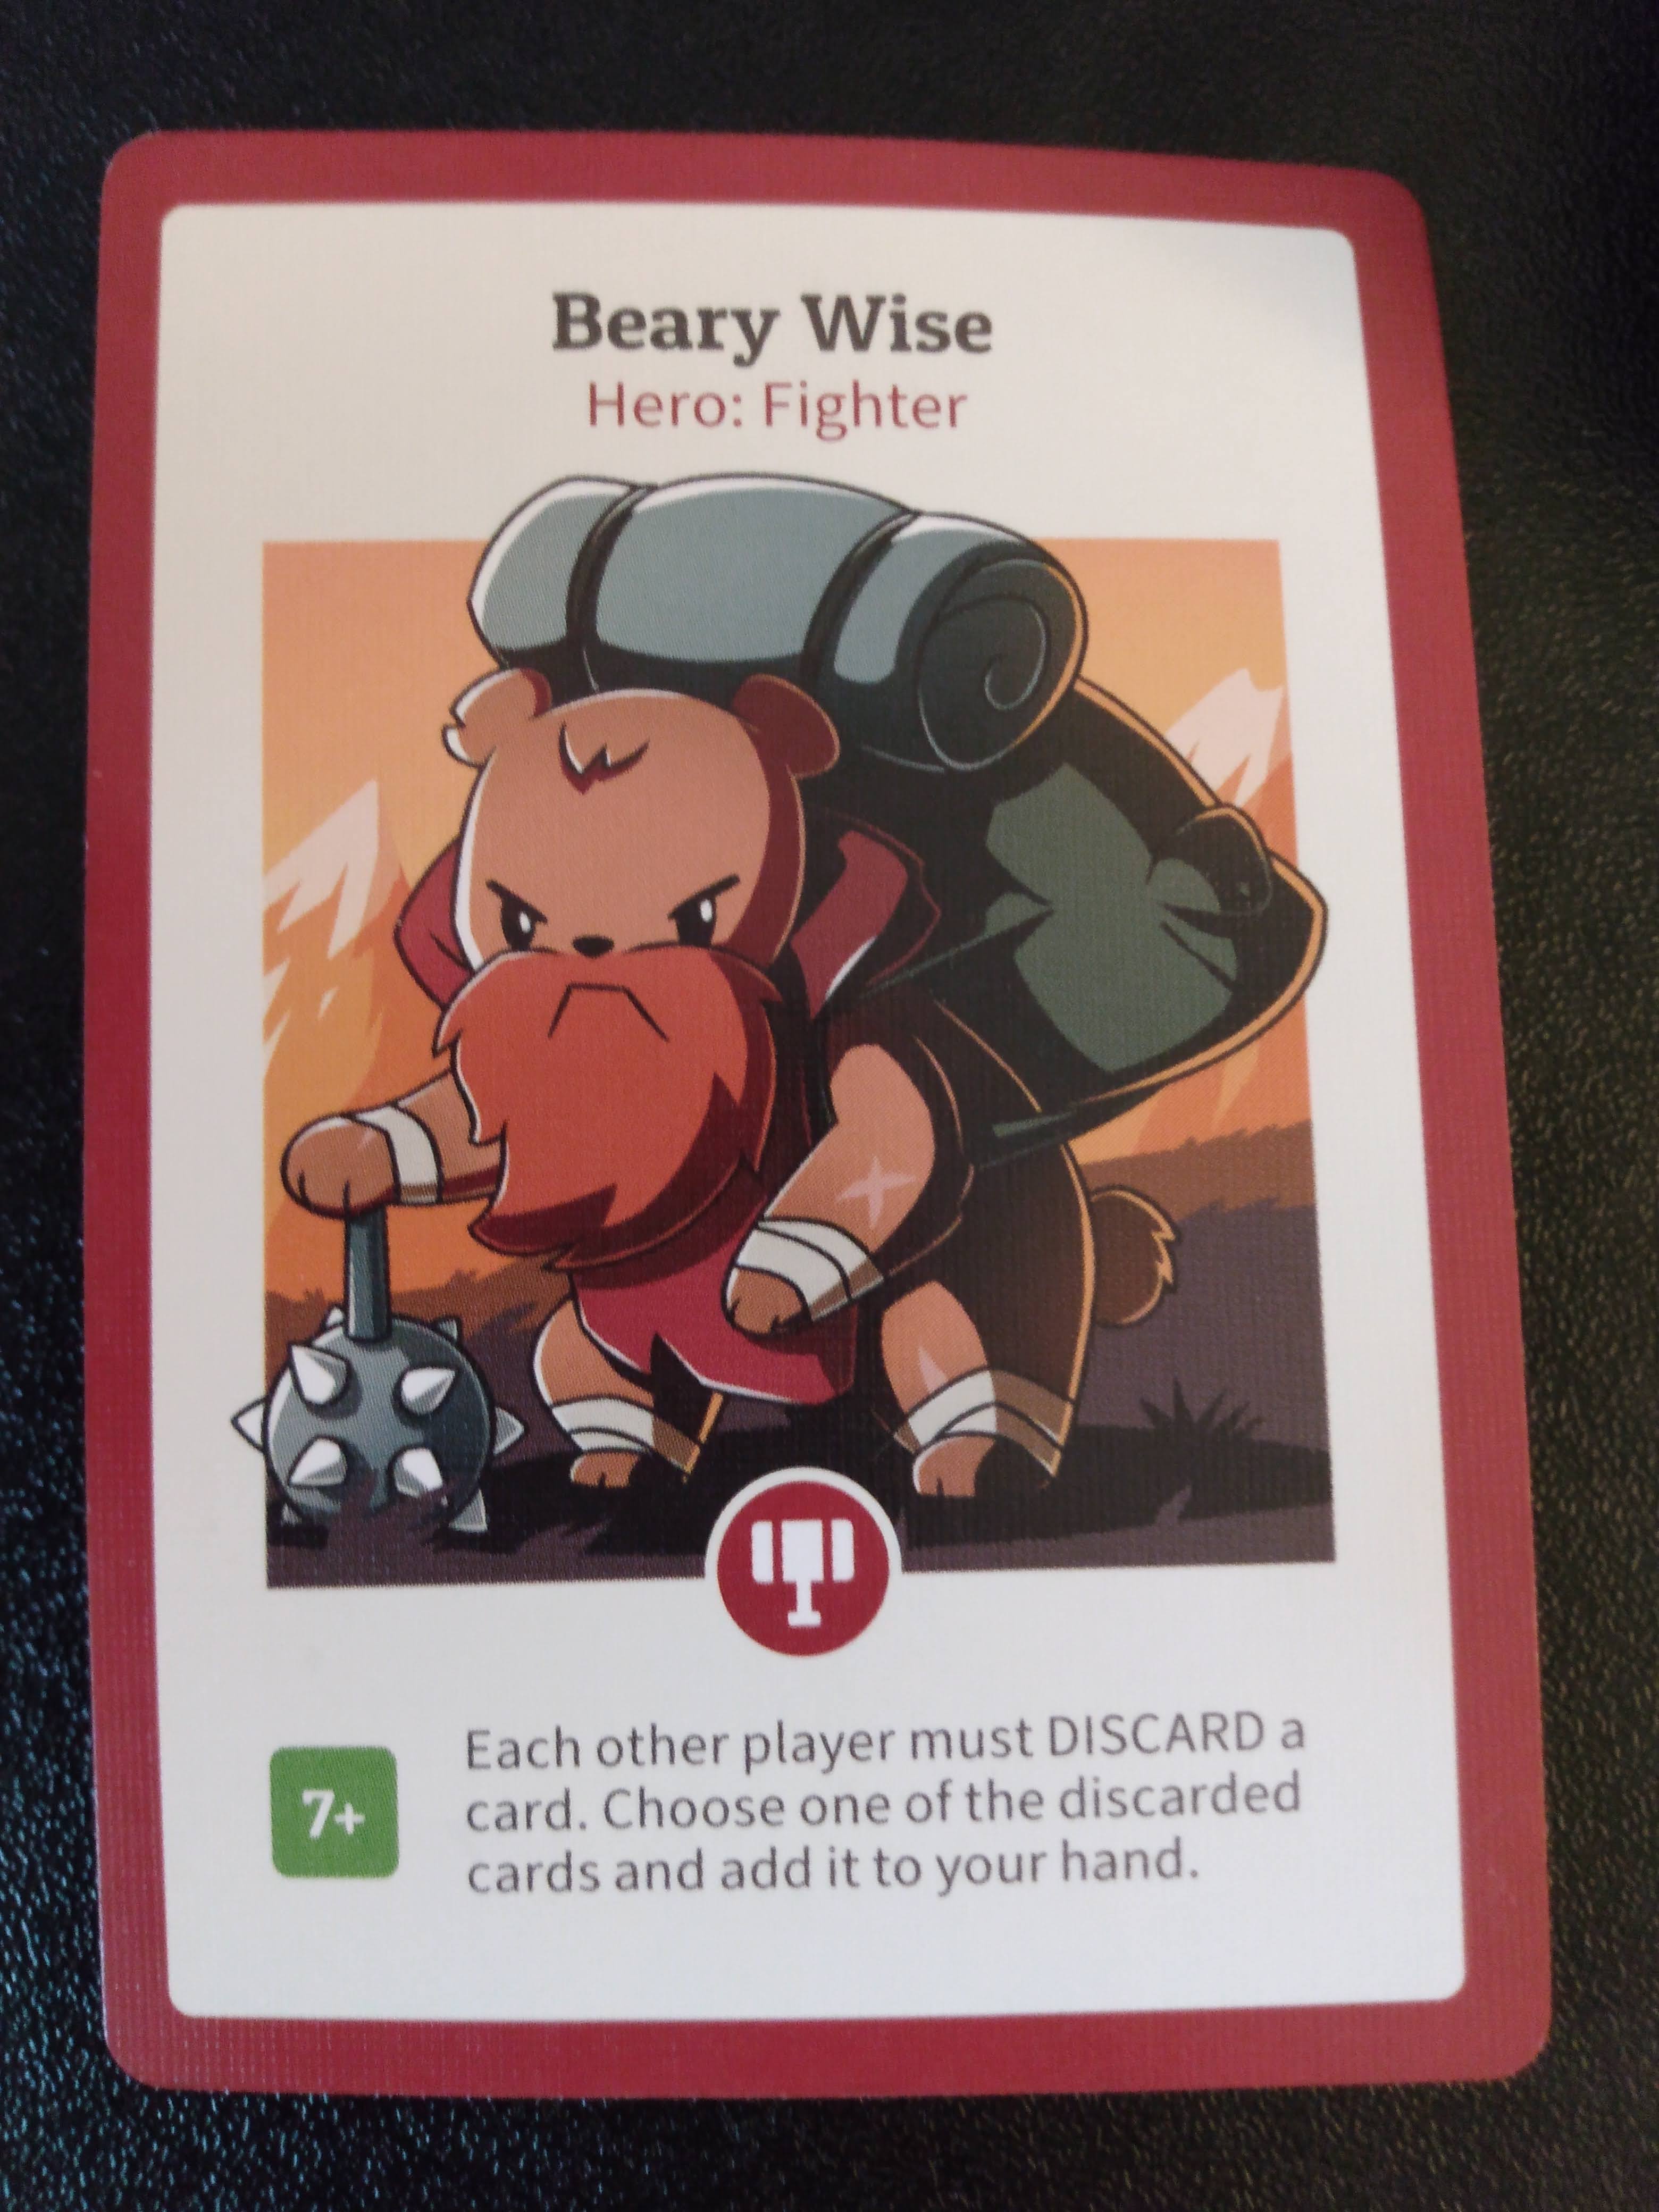 Beary Wise
Hero: Fighter
7+
Each other player must DISCARD a
card. Choose one of the discarded
cards and add it to your hand.